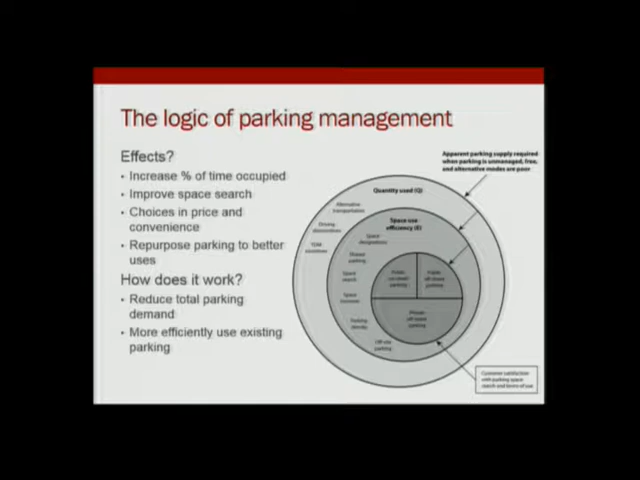 The logic of parking management
Effects?
• Increase % of time occupied
• Improve space search
• Choices in price and
convenience
• Repurpose parking to better
uses
How does it work?
• Reduce total parking
demand
• More efficiently use existing
parking
Apparent parking supply required
when parking is unmanaged, free,
and alternative modes are poor
Quantity used (Q)
Alternative
transportation
Driving
disincentives
TDM
incentives
Space use
efficiency (E)
Space
designations
Shared
parking
Space
search
Space
Parking
density
Off-site
parking
Public
on-street
parking
Public
off-street
parking
Private
off-street
parking
Customer satisfaction
with parking space
search and terms of use